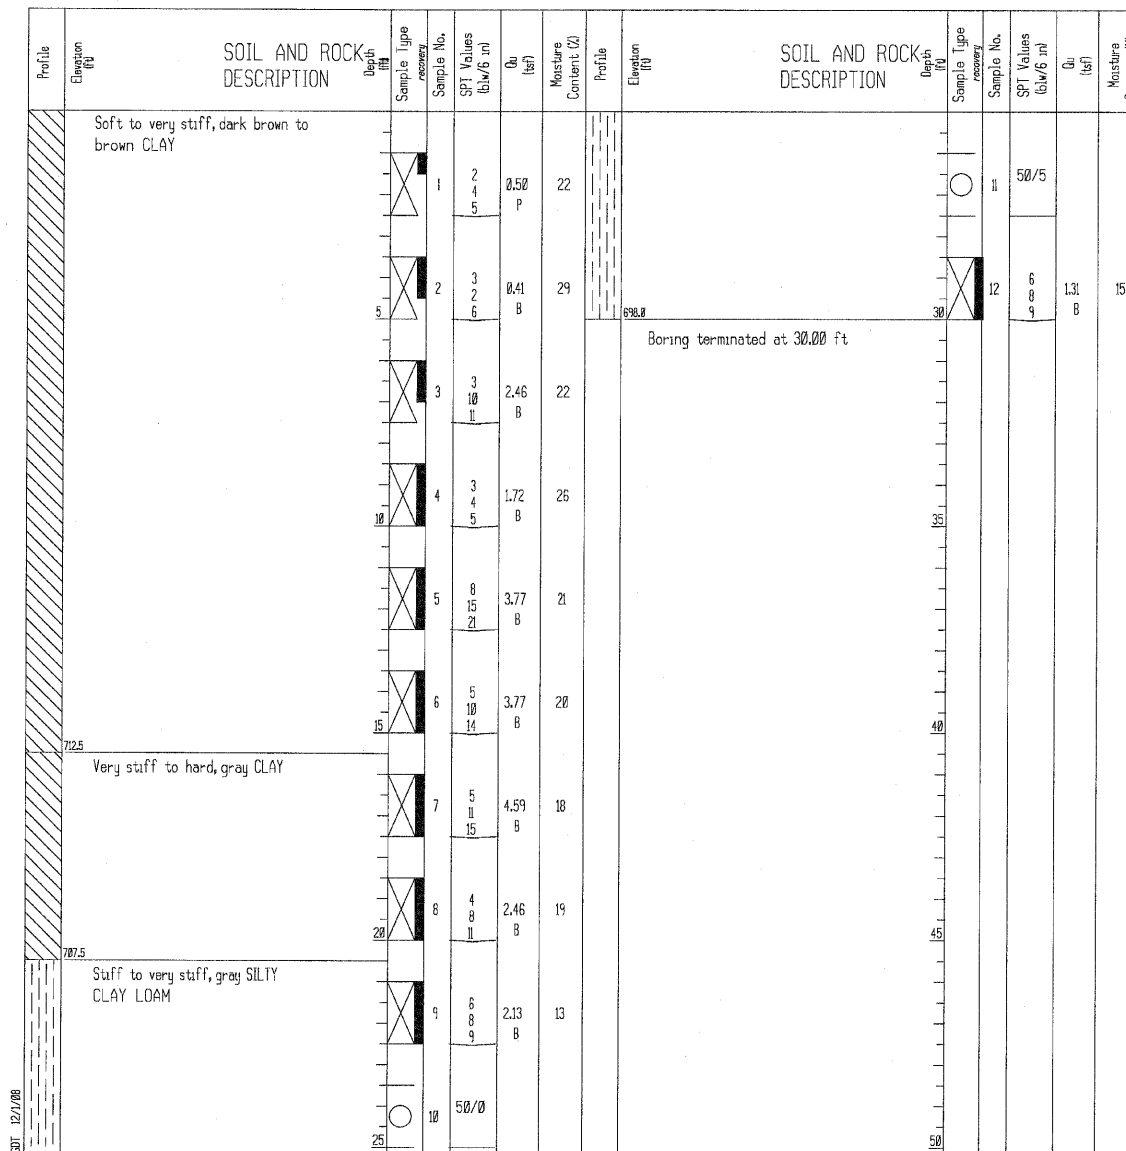 Profile
Elevation (ft)
SOIL AND ROCK
DESCRIPTION
Depth (ft)
Sample Type
recovery
Sample No.
SPT Values
(blw/6 in)
Qu
(tsf)
Moisture
Content (%)
Profile
Elevation (ft)
SOIL AND ROCK
DESCRIPTION
Depth (ft)
Sample Type
recovery
Sample No.
SPT Values
(blw/6 in)
Qu
(tsf)
Moisture
Soft to very stiff, dark brown to
brown CLAY
1 2 4 5 0.50 P 22
2 3 2 6 0.41 B 29
5
3 3 10 11 2.46 B 22
4 3 4 5 1.72 B 26
10
5 8 15 21 3.77 B 21
6 5 10 14 3.77 B 20
15
712.5
Very stiff to hard, gray CLAY
7 5 11 15 4.59 B 18
8 4 8 11 2.46 B 19
20
707.5
Stiff to very stiff, gray SILTY
CLAY LOAM
9 6 8 9 2.13 B 13
10 50/0
25
GDT 12/1/08
11 50/5
12 6 8 9 1.31 B 15
698.0
30
Boring terminated at 30.00 ft
35
40
45
50